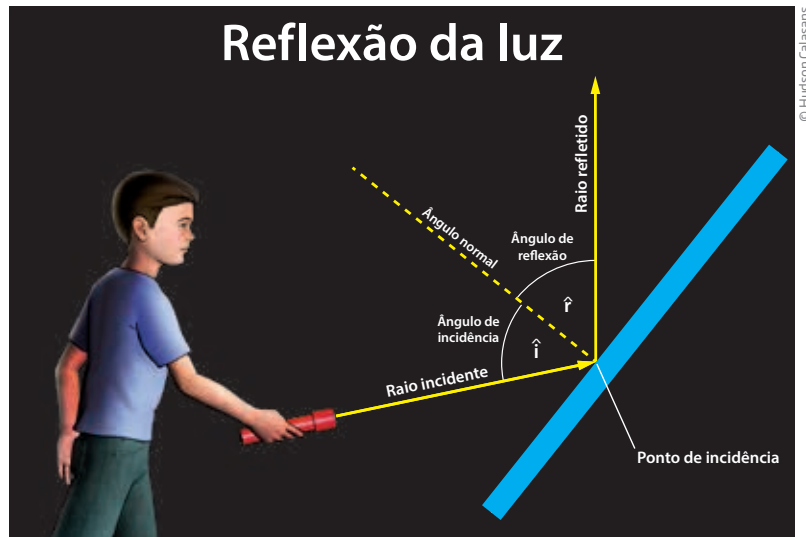 Reflexão da luz
© Hudson Calasans
Raio refletido
Ângulo normal
Ângulo de
reflexão
r̂
Ângulo de
incidência
î
Raio incidente
Ponto de incidência